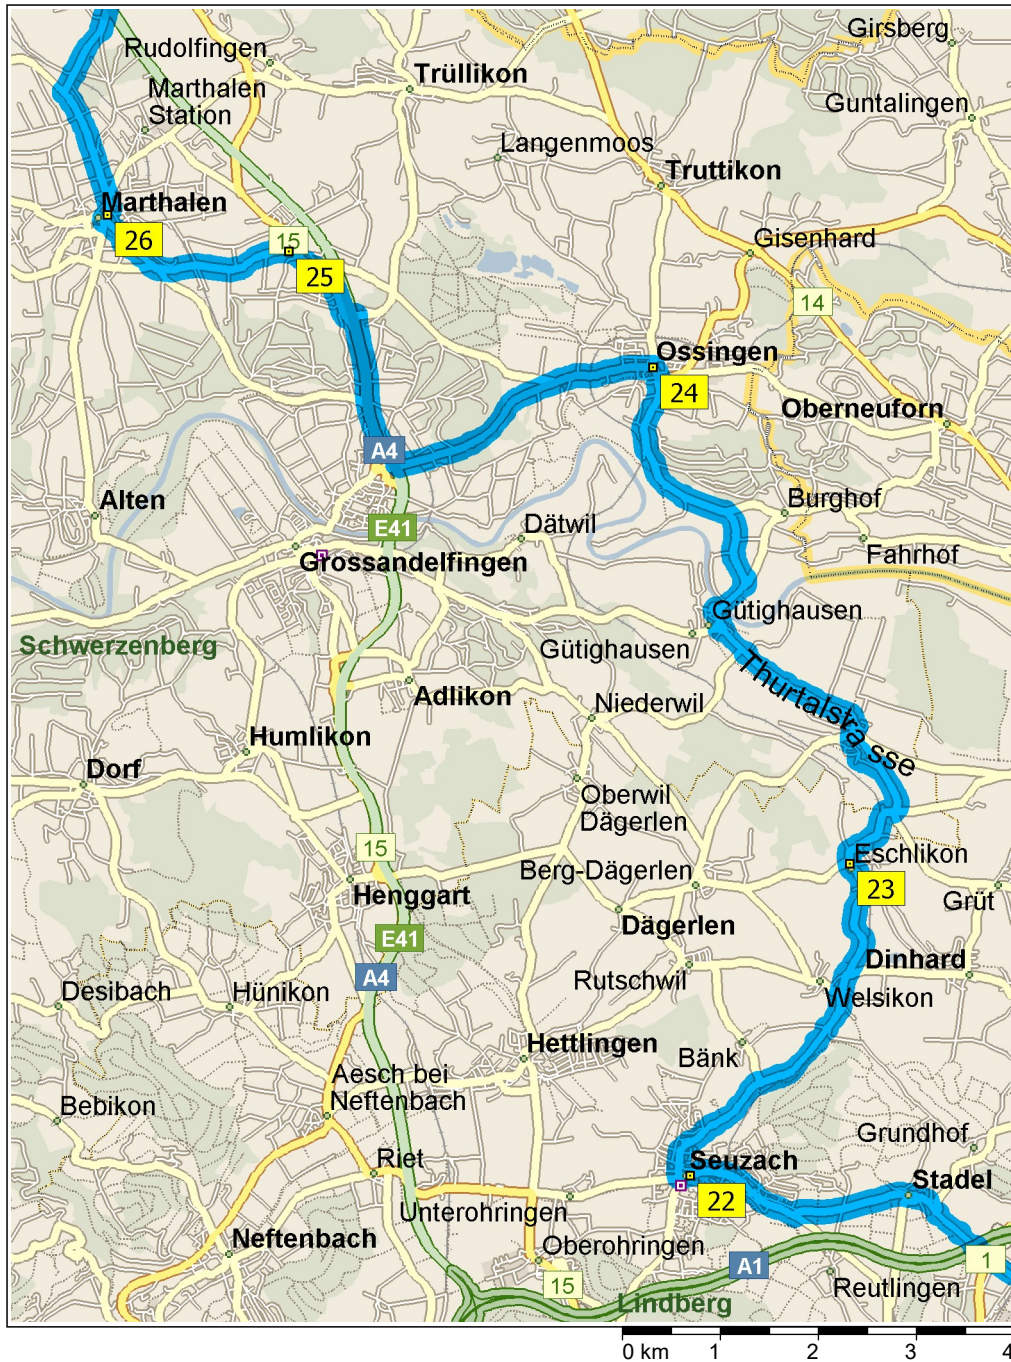 Girsberg
Rudolfingen
Trüllikon
Marthalen
Station
Guntalingen
Langenmoos
Truttikon
Marthalen
26
15
Gisenhard
25
14
Ossingen
24
Oberneuforn
A4
Alten
Burghof
E41
Dätwil
Fahrhof
Grossandelfingen
Gütighausen
Schwerzenberg
Gütighausen
Thurtalstrasse
Adlikon
Niederwil
Humlikon
Dorf
Oberwil
Dägerlen
15
Eschlikon
Berg-Dägerlen
23
Henggart
Grüt
Dägerlen
E41
Dinhard
A4
Rutschwil
Desibach
Hünikon
Welsikon
Hettlingen
Bänk
Aesch bei
Neftenbach
Bebikon
Grundhof
Riet
Seuzach
Stadel
22
Unterohringen
Neftenbach
Oberohringen
A1
1
15
Reutlingen
Lindberg
0 km 1 2 3 4